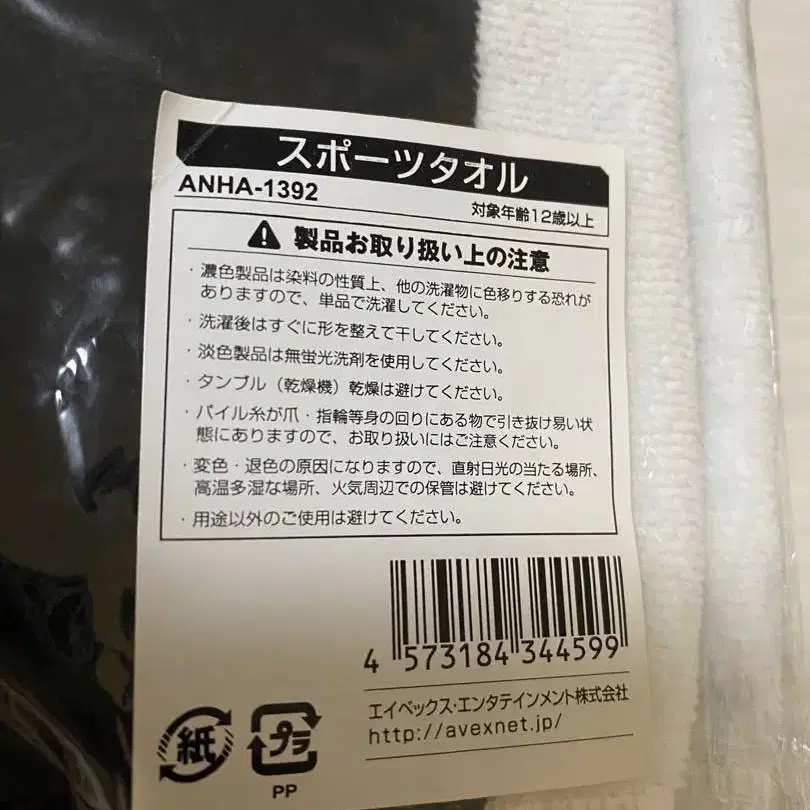 スポーツタオル
ANHA-1392
対象年齢12歳以上
製品お取り扱い上の注意
・濃色製品は染料の性質上、他の洗濯物に色移りする恐れが
ありますので、単品で洗濯してください。
・洗濯後はすぐに形を整えて干してください。
・淡色製品は無蛍光洗剤を使用してください。
・タンブル（乾燥機）乾燥は避けてください。
・パイル糸が爪・指輪等身の回りにある物で引き抜け易い状
態にありますので、お取り扱いにはご注意ください。
・変色・退色の原因になりますので、直射日光の当たる場所、
高温多湿な場所、火気周辺での保管は避けてください。
・用途以外のご使用は避けてください。
4 573184 344599
エイベックス・エンタテインメント株式会社
http://avexnet.jp/
紙
プラ
PP